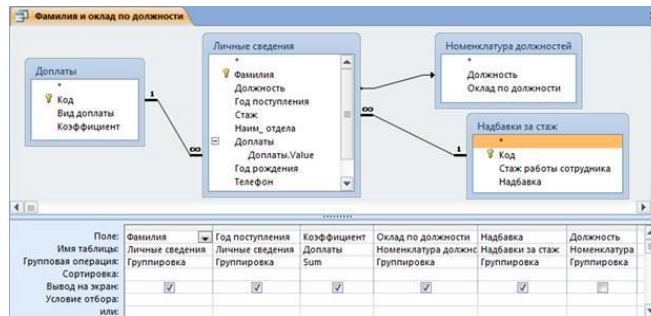 Фамилия и оклад по должности
Доплаты
*
Код
Вид доплаты
Коэффициент
1
∞
Личные сведения
*
Фамилия
Должность
Год поступления
Стаж
Наим_ отдела
Доплаты
Доплаты.Value
Год рождения
Телефон
∞
1
Номенклатура должностей
*
Должность
Оклад по должности
Надбавки за стаж
*
Код
Стаж работы сотрудника
Надбавка
Поле: Фамилия Год поступления Коэффициент Оклад по должности Надбавка Должность
Имя таблицы: Личные сведения Личные сведения Доплаты Номенклатура должнос Надбавки за стаж Номенклатура
Групповая операция: Группировка Группировка Sum Группировка Группировка Группировка
Сортировка:
Вывод на экран:
Условие отбора:
или: